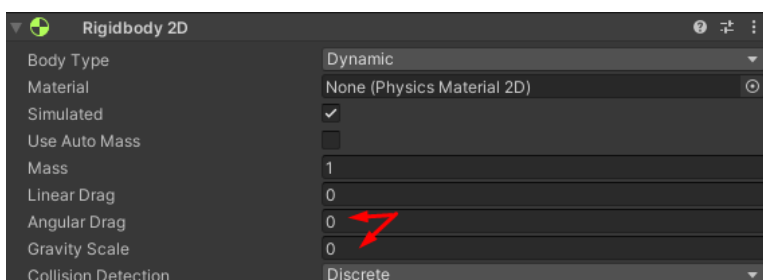 Rigidbody 2D
Body Type Dynamic
Material None (Physics Material 2D)
Simulated
Use Auto Mass
Mass 1
Linear Drag 0
Angular Drag 0
Gravity Scale 0
Collision Detection Discrete